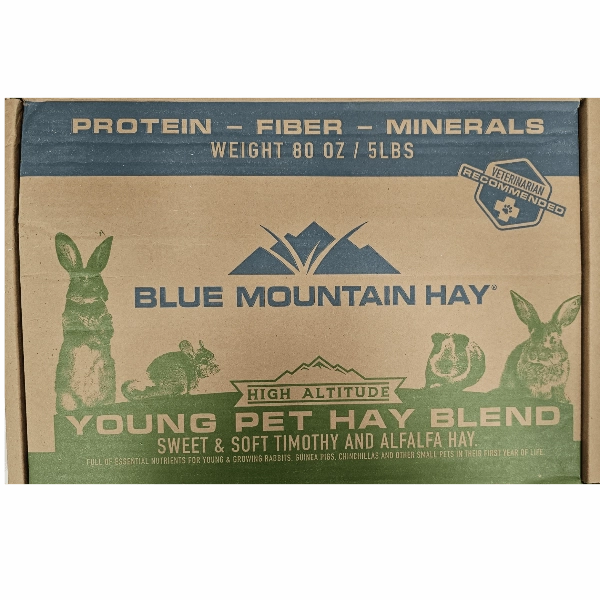 PROTEIN – FIBER – MINERALS
WEIGHT 80 OZ / 5LBS
VETERINARIAN
RECOMMENDED
BLUE MOUNTAIN HAY®
HIGH ALTITUDE
YOUNG PET HAY BLEND
SWEET & SOFT TIMOTHY AND ALFALFA HAY.
FULL OF ESSENTIAL NUTRIENTS FOR YOUNG & GROWING RABBITS, GUINEA PIGS, CHINCHILLAS AND OTHER SMALL PETS IN THEIR FIRST YEAR OF LIFE.